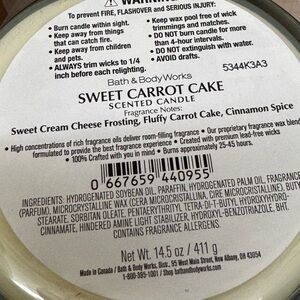 WARNING
To prevent FIRE, FLASHOVER and SERIOUS INJURY:
• Burn candle within sight.
• Keep away from things
that can catch fire.
• Keep away from children
and pets.
• ALWAYS trim wicks to 1/4
inch before each relighting.
• Keep wax pool free of wick
trimmings and matches.
• DO NOT burn candle for more
than 4-hour intervals.
• DO NOT extinguish with water.
• AVOID drafts.
5344K3A3
Bath & Body Works
SWEET CARROT CAKE
SCENTED CANDLE
Fragrance Notes:
Sweet Cream Cheese Frosting, Fluffy Carrot Cake, Cinnamon Spice
• High concentrations of rich fragrance oils deliver room-filling fragrance • Our proprietary fragrance wax blend
formulated to provide the best fragrance experience • Created with premium lead-free wicks
• 100% Crafted with you in mind • Burns approximately 25-45 hours.
0 667659 440955
INGREDIENTS: HYDROGENATED SOYBEAN OIL, PARAFFIN, HYDROGENATED PALM OIL, FRAGRANCE
(PARFUM), MICROCRYSTALLINE WAX (CERA MICROCRISTALLINA, CIRE MICROCRISTALLINE), BUTYL
STEARATE, SORBITAN OLEATE, PENTAERYTHRITYL TETRA-DI-T-BUTYL HYDROXYHYDRO-
CINNAMATE, HINDERED AMINE LIGHT STABILIZER, HYDROXYL-BENZOTRIAZOLE, BHT.
CONTAINS FRAGRANCE ALLERGENS.
Net Wt. 14.5 oz / 411 g
Made in Canada / Bath & Body Works, Distr., 95 West Main Street, New Albany, OH 43054
1-800-395-1001 / Shop bathandbodyworks.com